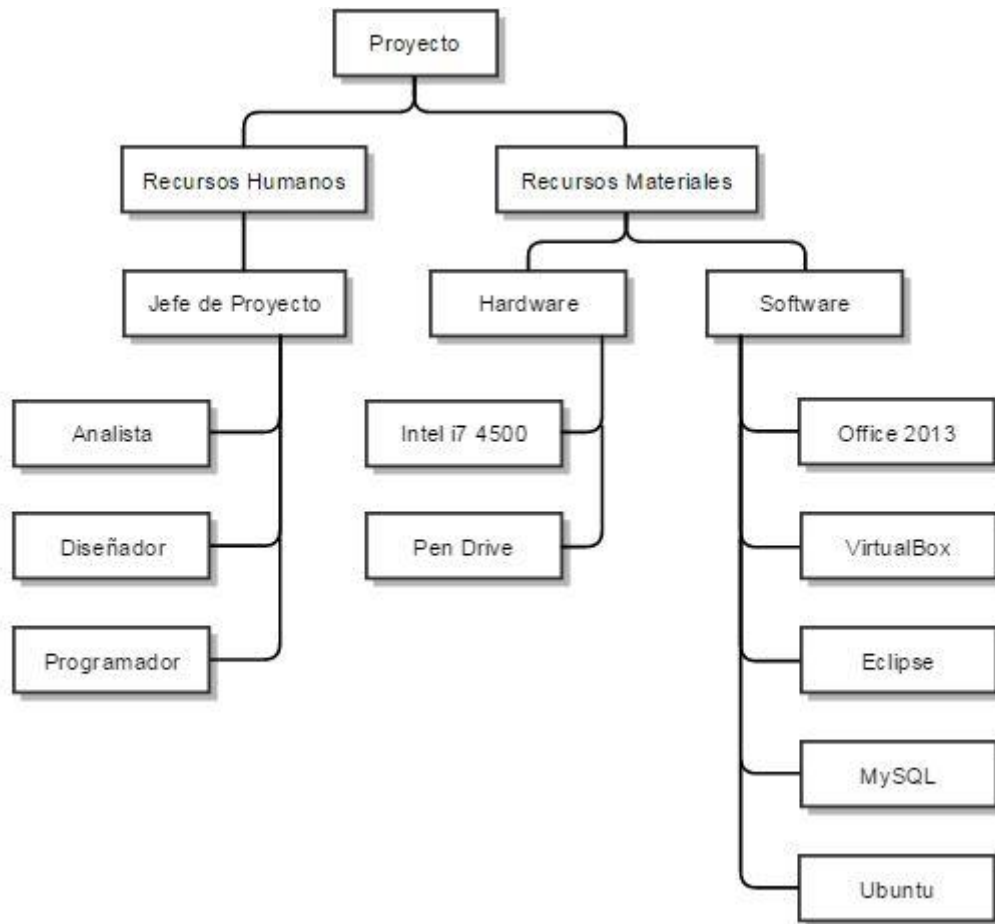 Proyecto
Recursos Humanos
Recursos Materiales
Jefe de Proyecto
Hardware
Software
Analista
Intel i7 4500
Office 2013
Diseñador
Pen Drive
VirtualBox
Programador
Eclipse
MySQL
Ubuntu